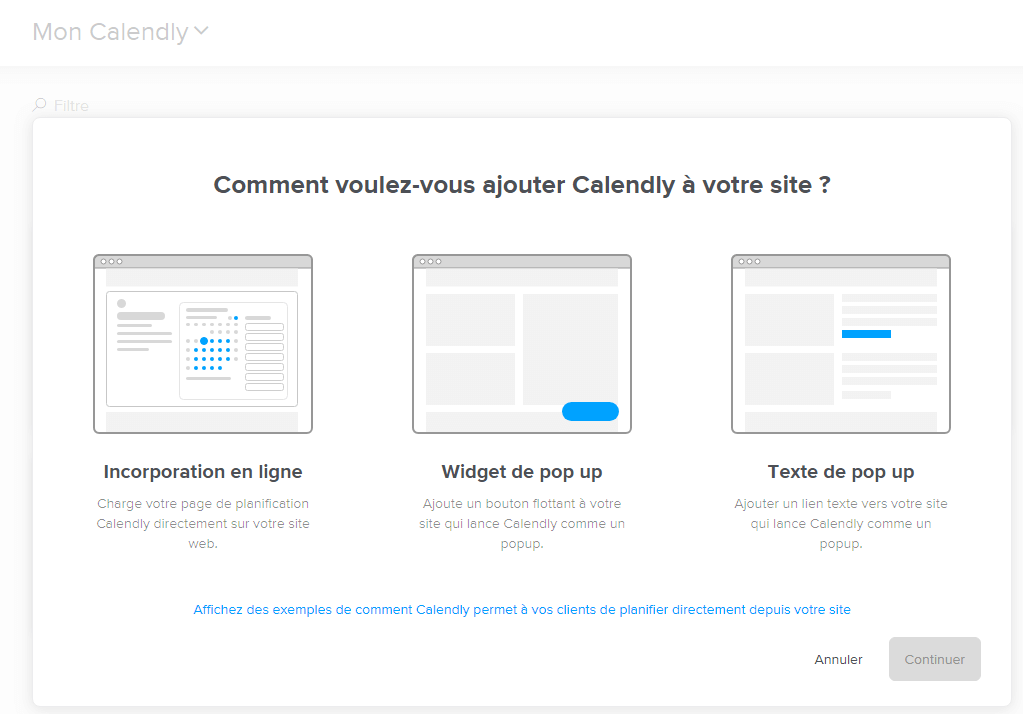 Mon Calendly
Filtre
Comment voulez-vous ajouter Calendly à votre site ?
Incorporation en ligne
Charge votre page de planification
Calendly directement sur votre site
web.
Widget de pop up
Ajoute un bouton flottant à votre
site qui lance Calendly comme un
popup.
Texte de pop up
Ajouter un lien texte vers votre site
qui lance Calendly comme un
popup.
Affichez des exemples de comment Calendly permet à vos clients de planifier directement depuis votre site
Annuler
Continuer